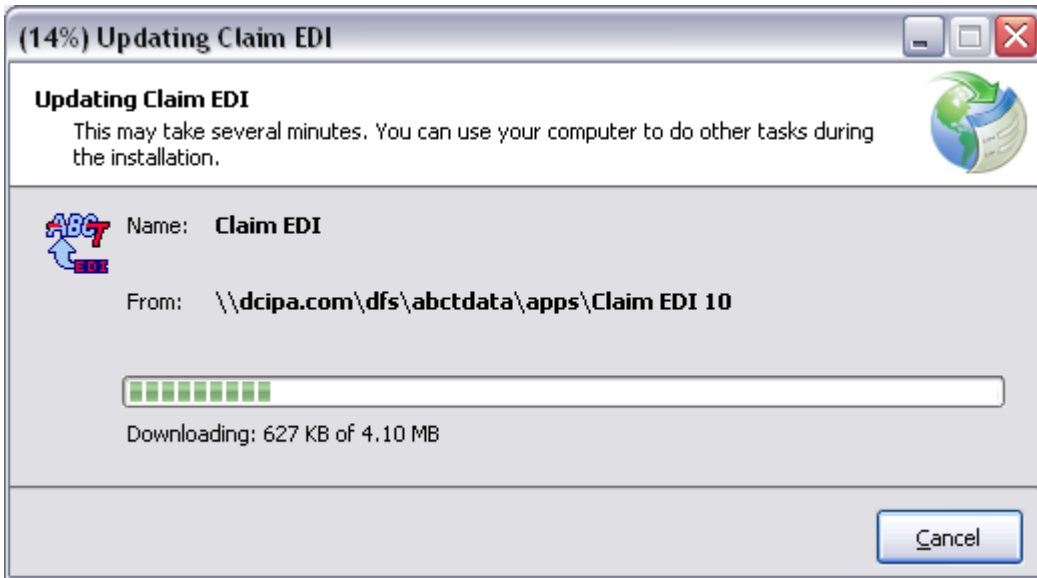 (14%) Updating Claim EDI
Updating Claim EDI
This may take several minutes. You can use your computer to do other tasks during
the installation.
ABCT
EDI
Name: Claim EDI
From: \\dcipa.com\dfs\abctdata\apps\Claim EDI 10
Downloading: 627 KB of 4.10 MB
Cancel